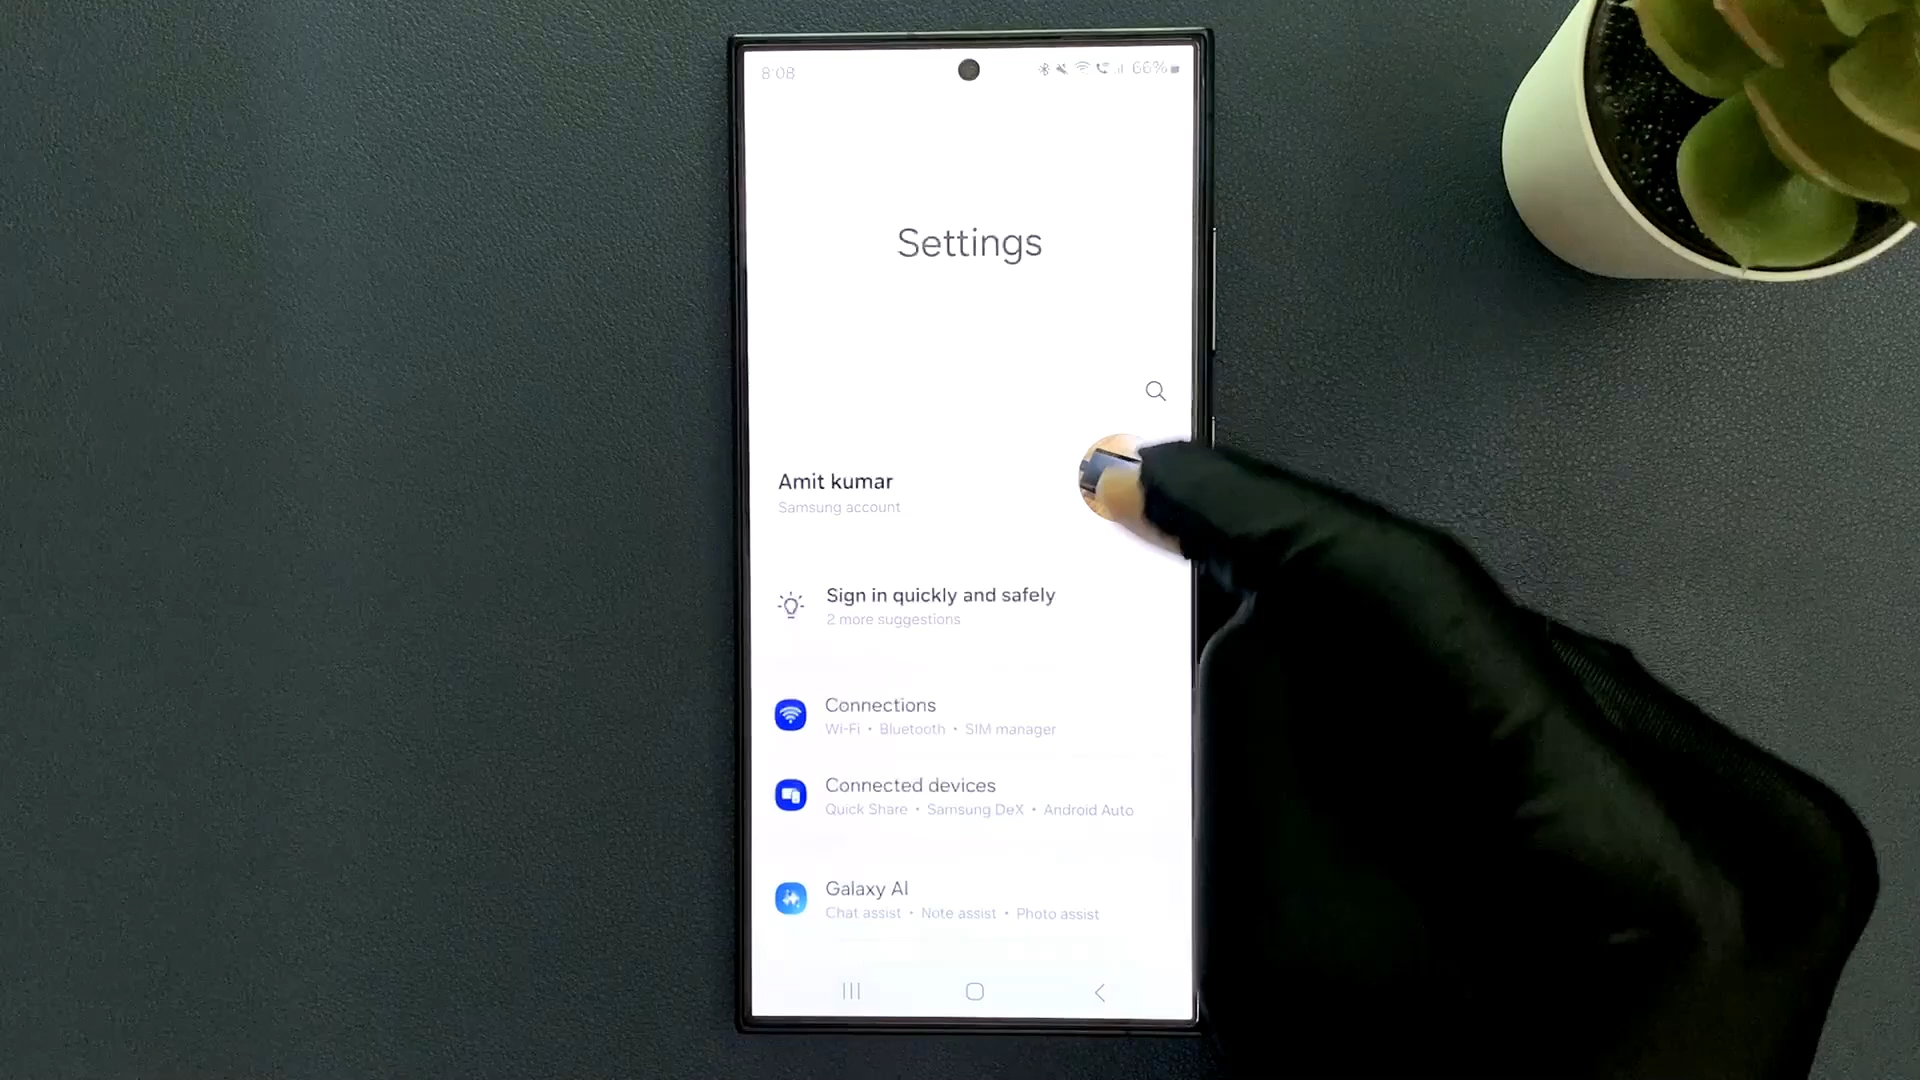 8:08
66%
Settings
Amit kumar
Samsung account
Sign in quickly and safely
2 more suggestions
Connections
Wi-Fi • Bluetooth • SIM manager
Connected devices
Quick Share • Samsung DeX • Android Auto
Galaxy AI
Chat assist • Note assist • Photo assist